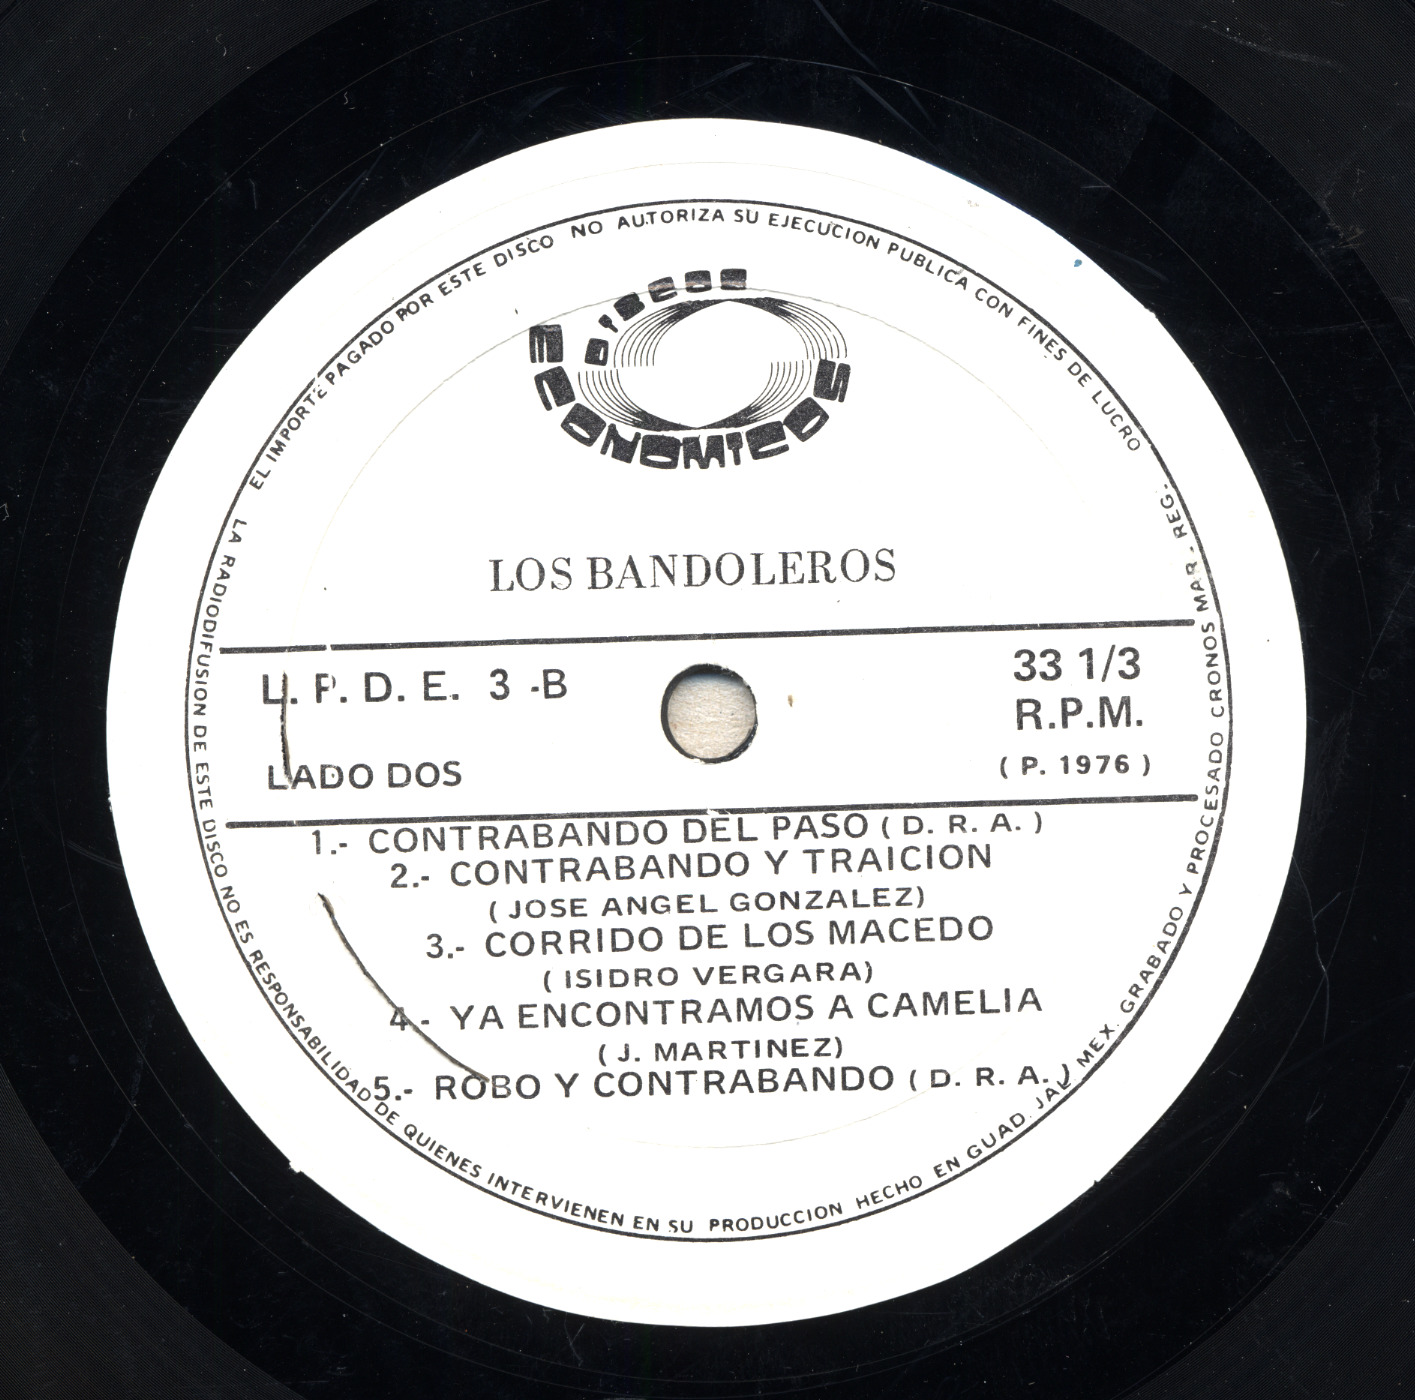 EL IMPORTE PAGADO POR ESTE DISCO NO AUTORIZA SU EJECUCION PUBLICA CON FINES DE LUCRO
DISCOS
ECONOMICOS
LOS BANDOLEROS
L. P. D. E. 3 -B
33 1/3
R.P.M.
LADO DOS
( P. 1976 )
1.- CONTRABANDO DEL PASO ( D. R. A. )
2.- CONTRABANDO Y TRAICION
( JOSE ANGEL GONZALEZ)
3.- CORRIDO DE LOS MACEDO
( ISIDRO VERGARA)
4.- YA ENCONTRAMOS A CAMELIA
( J. MARTINEZ)
5.- ROBO Y CONTRABANDO ( D. R. A. )
LA RADIODIFUSION DE ESTE DISCO NO ES RESPONSABILIDAD DE QUIENES INTERVIENEN EN SU PRODUCCION HECHO EN GUAD. JAL. MEX. GRABADO Y PROCESADO CRONOS MAR - REG.